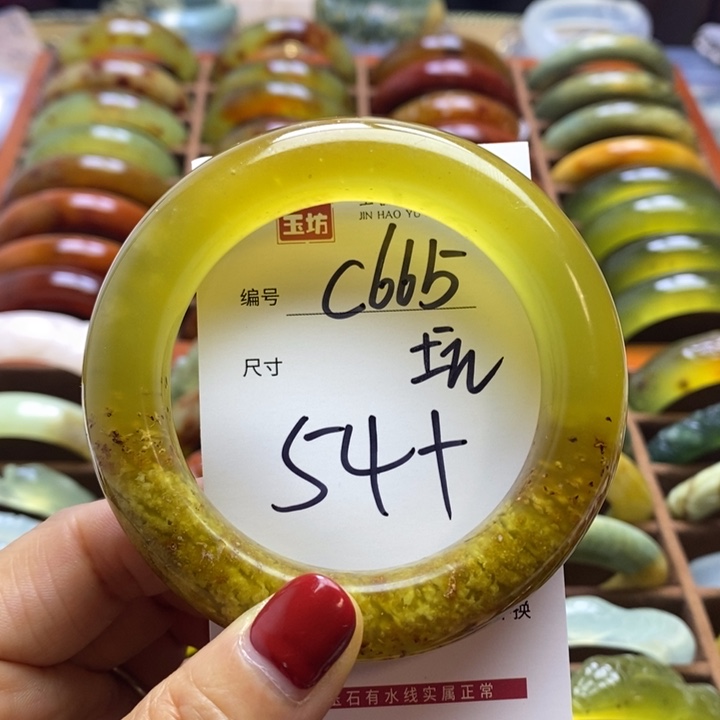 玉坊
JIN HAO YU
编号 C665
尺寸
54+
换
石有水线实属正常